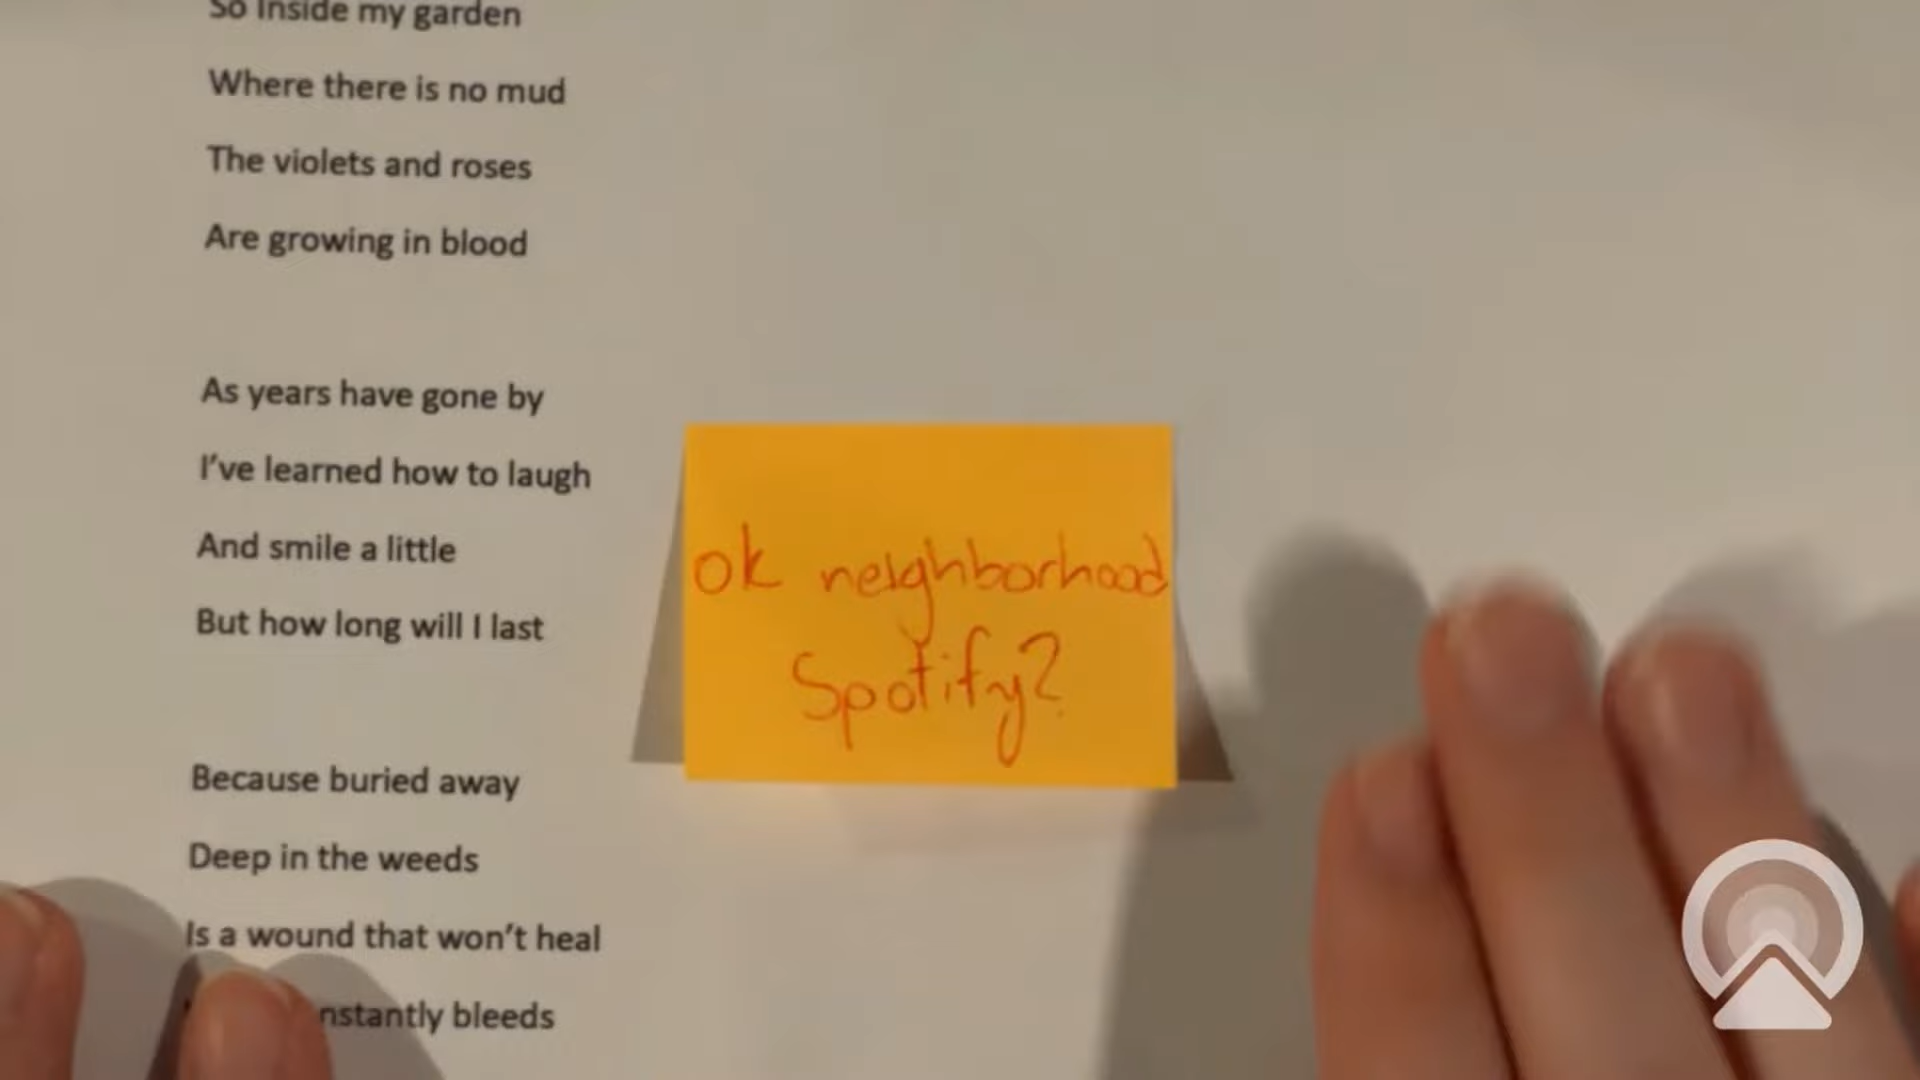 So inside my garden
Where there is no mud
The violets and roses
Are growing in blood
As years have gone by
I've learned how to laugh
And smile a little
But how long will I last
Because buried away
Deep in the weeds
Is a wound that won't heal
bleeds
ok neighborhood
Spotify?